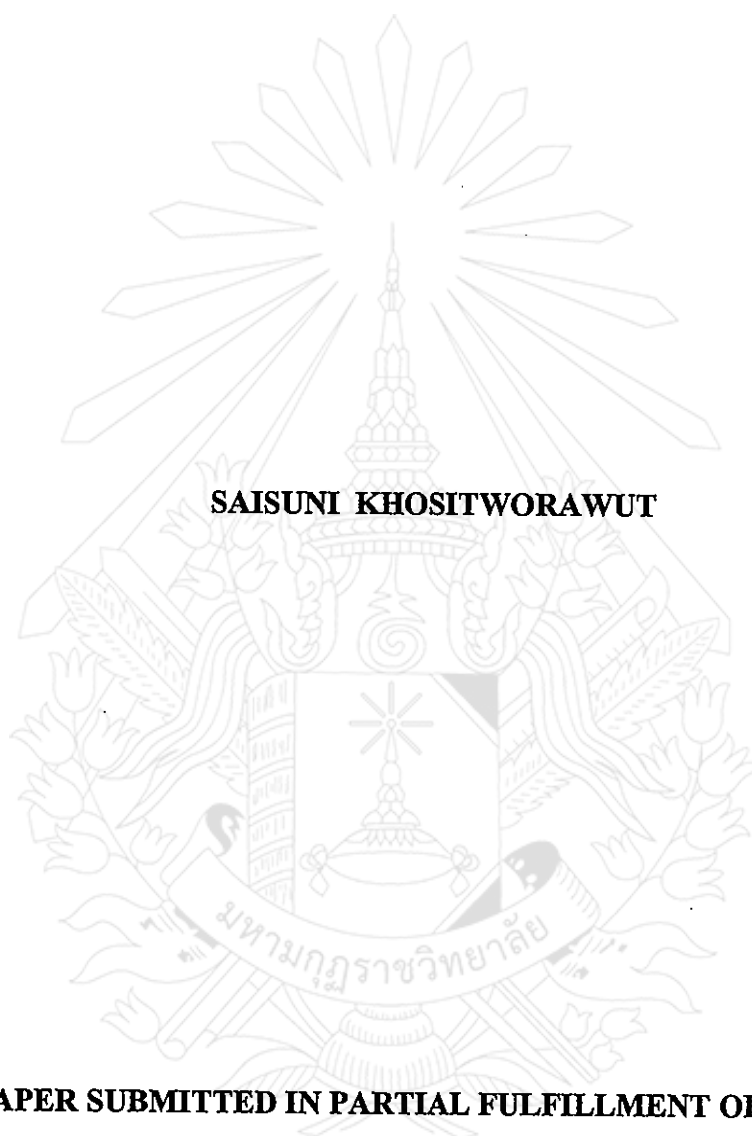 SAISUNI KHOSITWORAWUT
มหามกุฏราชวิทยาลัย
APER SUBMITTED IN PARTIAL FULFILLMENT OF